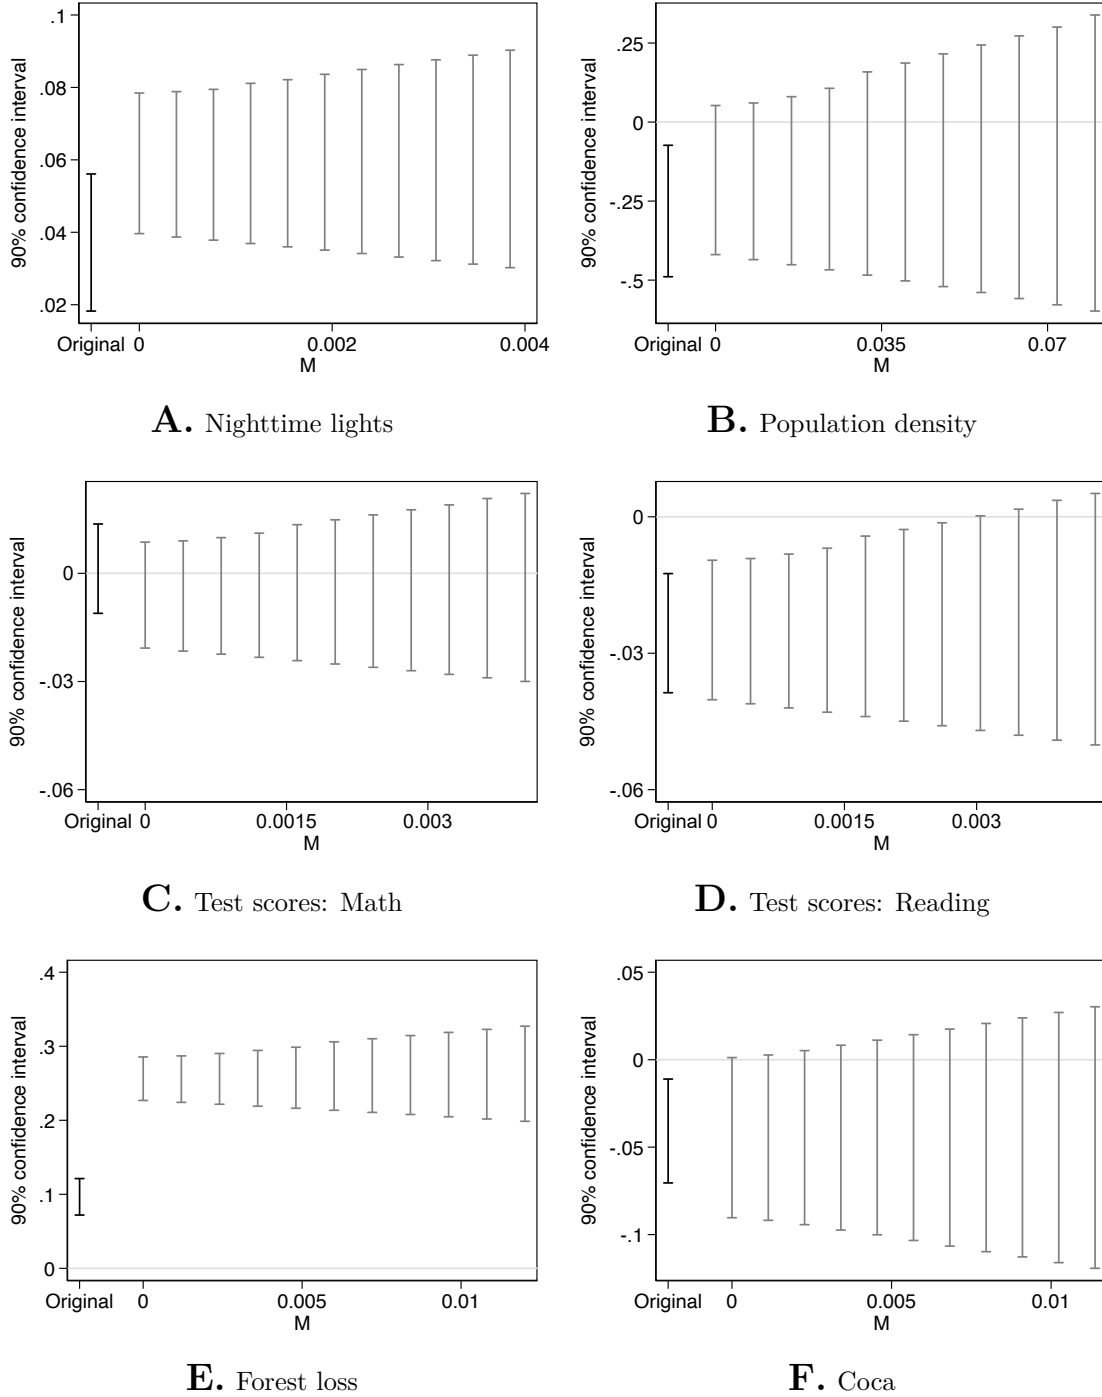 .1
.08
.06
.04
.02
90% confidence interval
Original 0 0.002 0.004
M
A. Nighttime lights
.25
0
-.25
-.5
90% confidence interval
Original 0 0.035 0.07
M
B. Population density
0
-.03
-.06
90% confidence interval
Original 0 0.0015 0.003
M
C. Test scores: Math
0
-.03
-.06
90% confidence interval
Original 0 0.0015 0.003
M
D. Test scores: Reading
.4
.3
.2
.1
0
90% confidence interval
Original 0 0.005 0.01
M
E. Forest loss
.05
0
-.05
-.1
90% confidence interval
Original 0 0.005 0.01
M
F. Coca